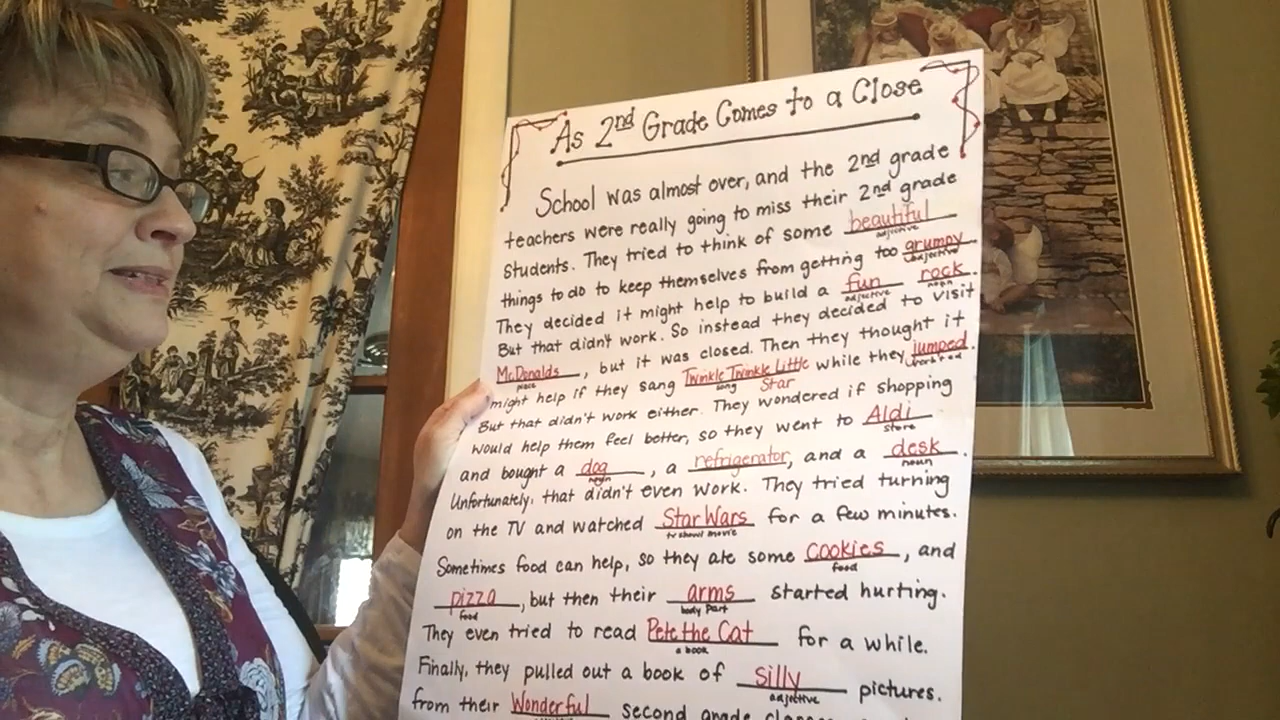 As 2nd Grade Comes to a Close
School was almost over, and the 2nd grade
teachers were really going to miss their 2nd grade
students. They tried to think of some beautiful
adjective
things to do to keep themselves from getting too grumpy
adjective
They decided it might help to build a fun rock.
adjective noun
But that didn't work. So instead they decided to visit
McDonalds, but it was closed. Then they thought it
place
might help if they sang Twinkle Twinkle Little Star while they jumped.
song
But that didn't work either. They wondered if shopping
would help them feel better, so they went to Aldi
store
and bought a dog, a refrigerator, and a desk.
noun noun
Unfortunately, that didn't even work. They tried turning
on the TV and watched Star Wars for a few minutes.
tv show/movie
Sometimes food can help, so they ate some cookies, and
food
pizza, but then their arms started hurting.
food body part
They even tried to read Pete the Cat for a while.
a book
Finally, they pulled out a book of silly pictures.
adjective
from their Wonderful second grade